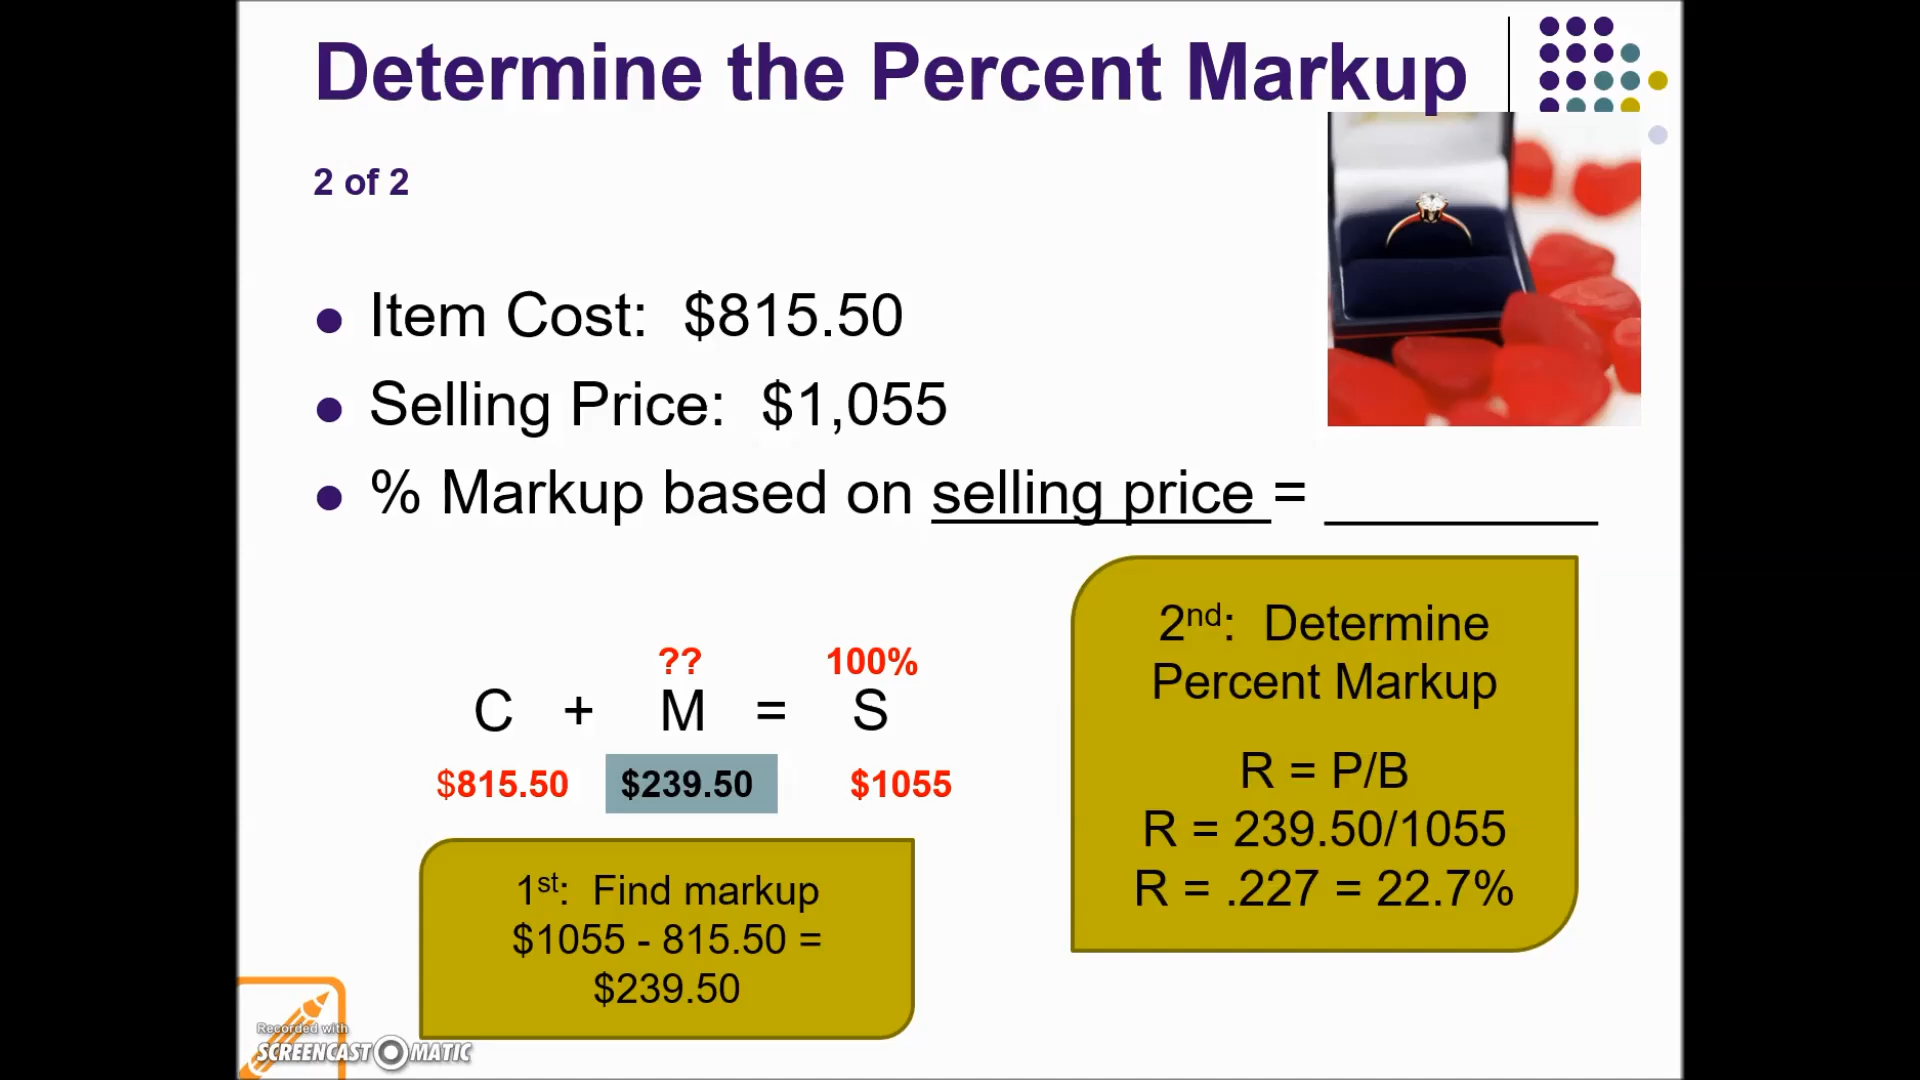 Determine the Percent Markup
2 of 2
Item Cost: $815.50
Selling Price: $1,055
% Markup based on selling price = ________
?? 100%
C + M = S
$815.50 $239.50 $1055
1st: Find markup
$1055 - 815.50 =
$239.50
2nd: Determine
Percent Markup
R = P/B
R = 239.50/1055
R = .227 = 22.7%
Recorded with
SCREENCAST-O-MATIC